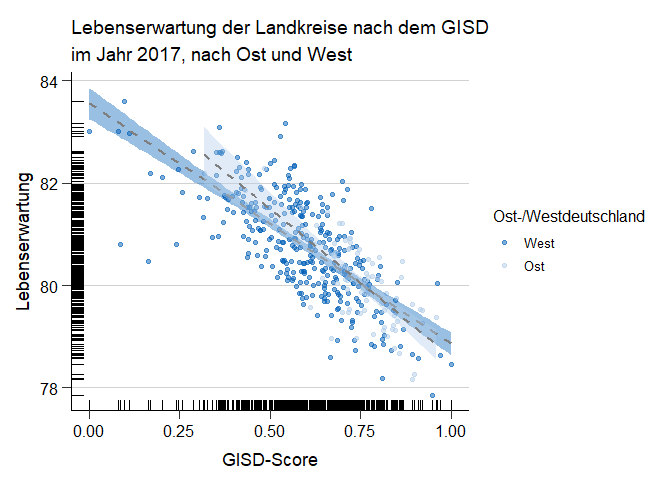 Lebenserwartung der Landkreise nach dem GISD
im Jahr 2017, nach Ost und West
84
82
80
78
Lebenserwartung
0.00 0.25 0.50 0.75 1.00
GISD-Score
Ost-/Westdeutschland
West
Ost